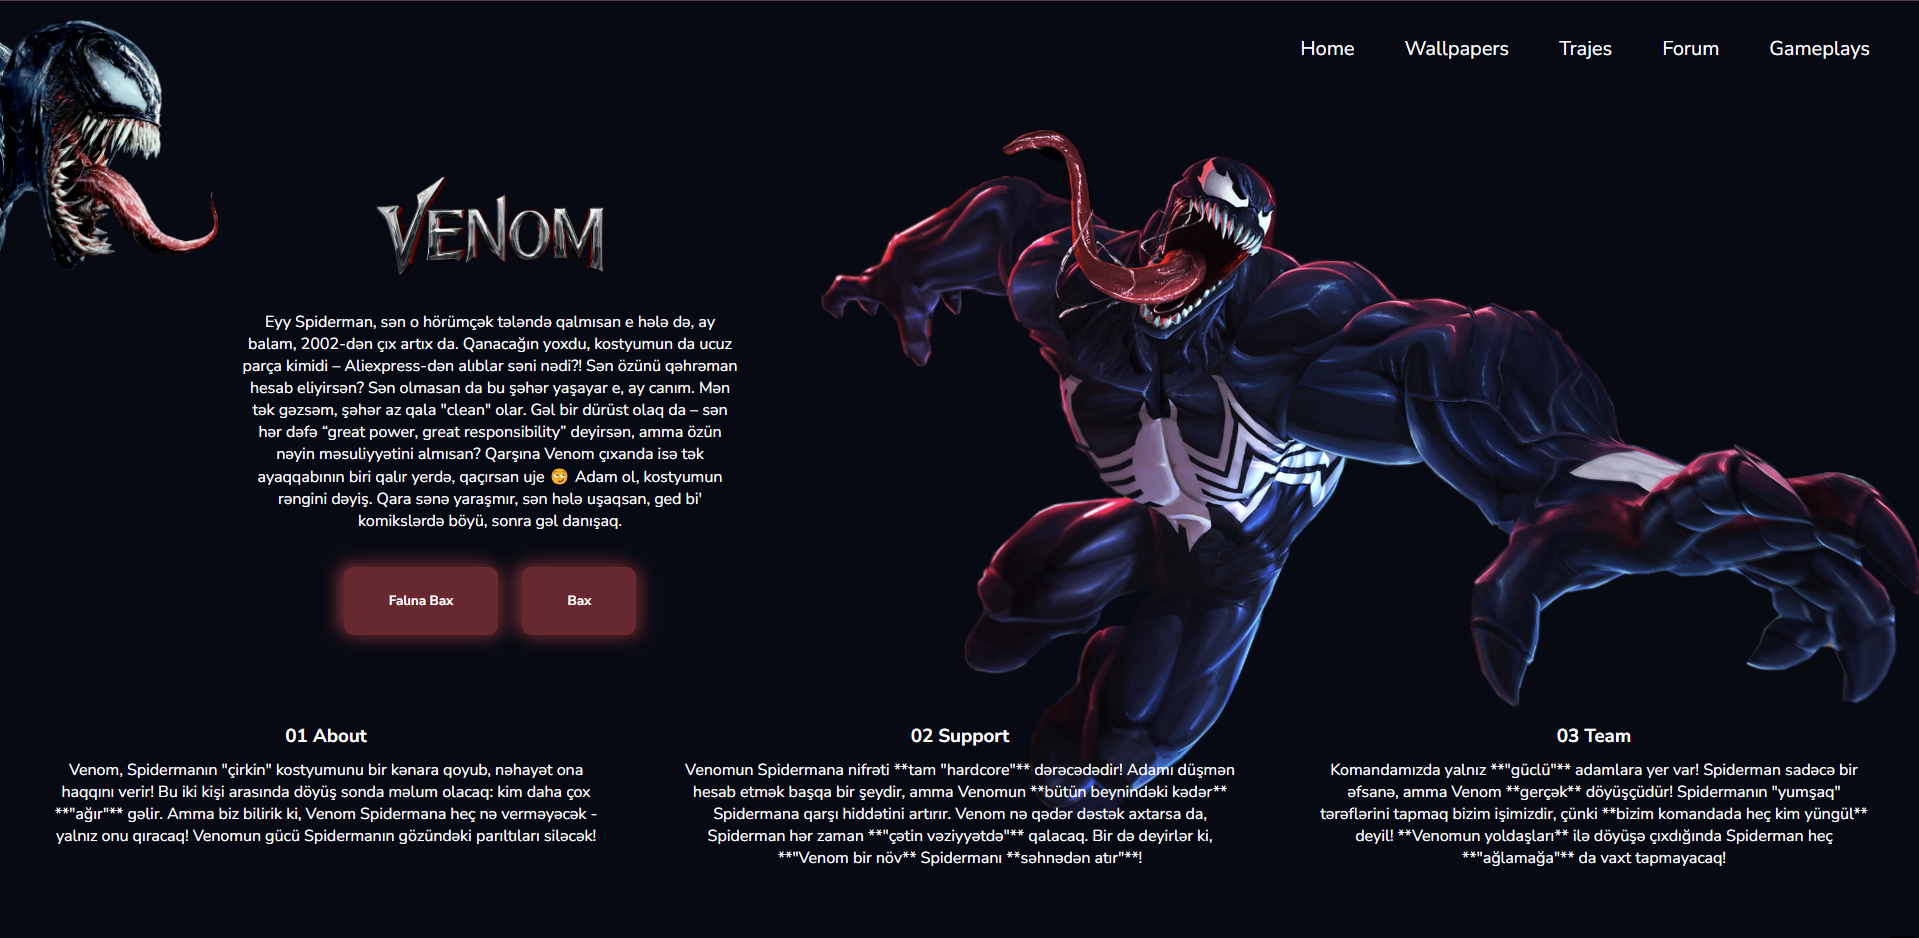 Home Wallpapers Trajes Forum Gameplays
VENOM
Eyy Spiderman, sən o hörümçək tələndə qalmısan e hələ də, ay
balam, 2002-dən çıx artıx da. Qanacağın yoxdu, kostyumun da ucuz
parça kimidi – Aliexpress-dən alıblar səni nədi?! Sən özünü qəhrəman
hesab eliyirsən? Sən olmasan da bu şəhər yaşayar e, ay canım. Mən
tək gəzsəm, şəhər az qala "clean" olar. Gəl bir dürüst olaq da – sən
hər dəfə “great power, great responsibility” deyirsən, amma özün
nəyin məsuliyyətini almısan? Qarşına Venom çıxanda isə tək
ayaqqabının biri qalır yerdə, qaçırsan uje 😏 Adam ol, kostyumun
rəngini dəyiş. Qara sənə yaraşmır, sən hələ uşaqsan, ged bi'
komikslərdə böyü, sonra gəl danışaq.
Falına Bax
Bax
01 About
Venom, Spidermanın "çirkin" kostyumunu bir kənara qoyub, nəhayət ona
haqqını verir! Bu iki kişi arasında döyüş sonda məlum olacaq: kim daha çox
**"ağır"** gəlir. Amma biz bilirik ki, Venom Spidermana heç nə verməyəcək -
yalnız onu qıracaq! Venomun gücü Spidermanın gözündəki parıltıları siləcək!
02 Support
Venomun Spidermana nifrəti **tam "hardcore"** dərəcədədir! Adamı düşmən
hesab etmək başqa bir şeydir, amma Venomun **bütün beynindəki kədər**
Spidermana qarşı hiddətini artırır. Venom nə qədər dəstək axtarsa da,
Spiderman hər zaman **"çətin vəziyyətdə"** qalacaq. Bir də deyirlər ki,
**"Venom bir növ** Spidermanı **səhnədən atır"**!
03 Team
Komandamızda yalnız **"güclü"** adamlara yer var! Spiderman sadəcə bir
əfsanə, amma Venom **gerçək** döyüşçüdür! Spidermanın "yumşaq"
tərəflərini tapmaq bizim işimizdir, çünki **bizim komandada heç kim yüngül**
deyil! **Venomun yoldaşları** ilə döyüşə çıxdığında Spiderman heç
**"ağlamağa"** da vaxt tapmayacaq!